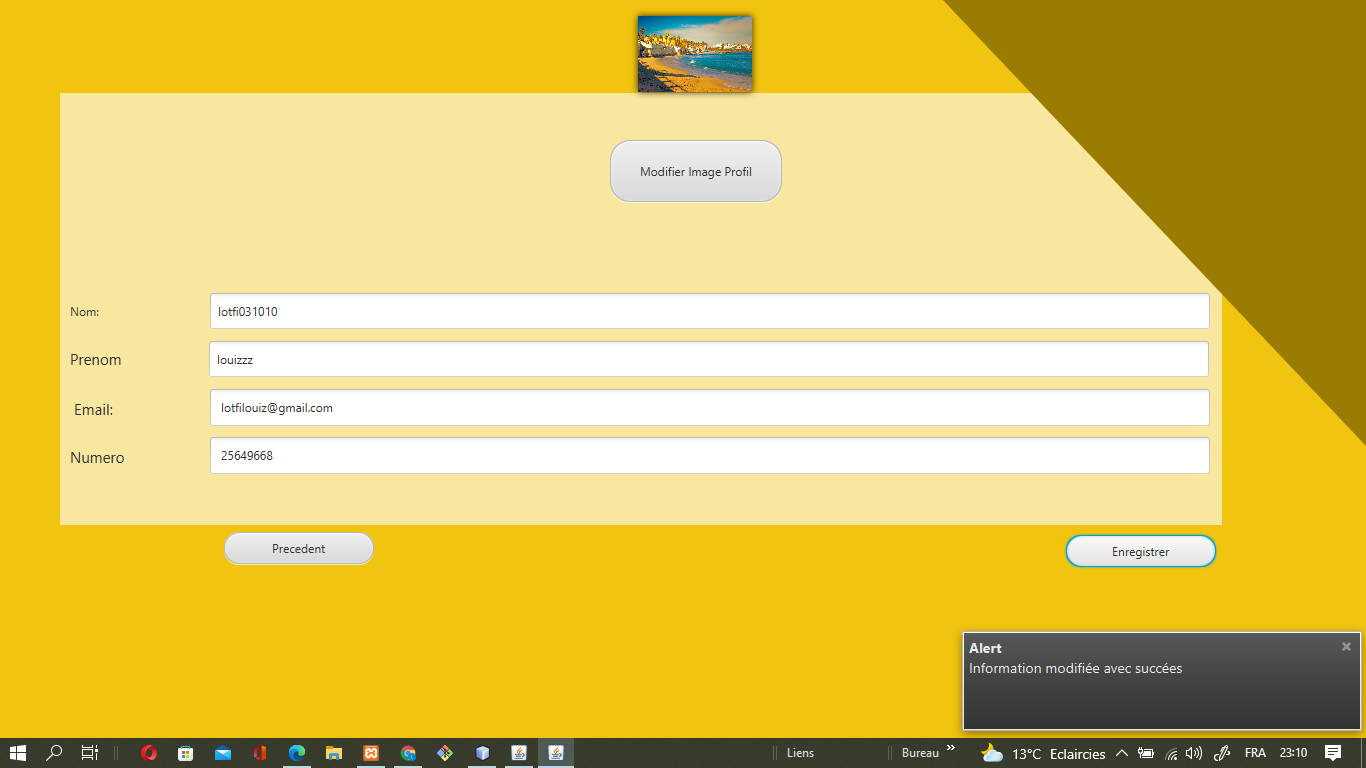 Modifier Image Profil
Nom: lotfi031010
Prenom louizzz
Email: lotfilouiz@gmail.com
Numero 25649668
Precedent Enregistrer
Alert
Information modifiée avec succées
Liens Bureau » 13°C Eclaircies FRA 23:10